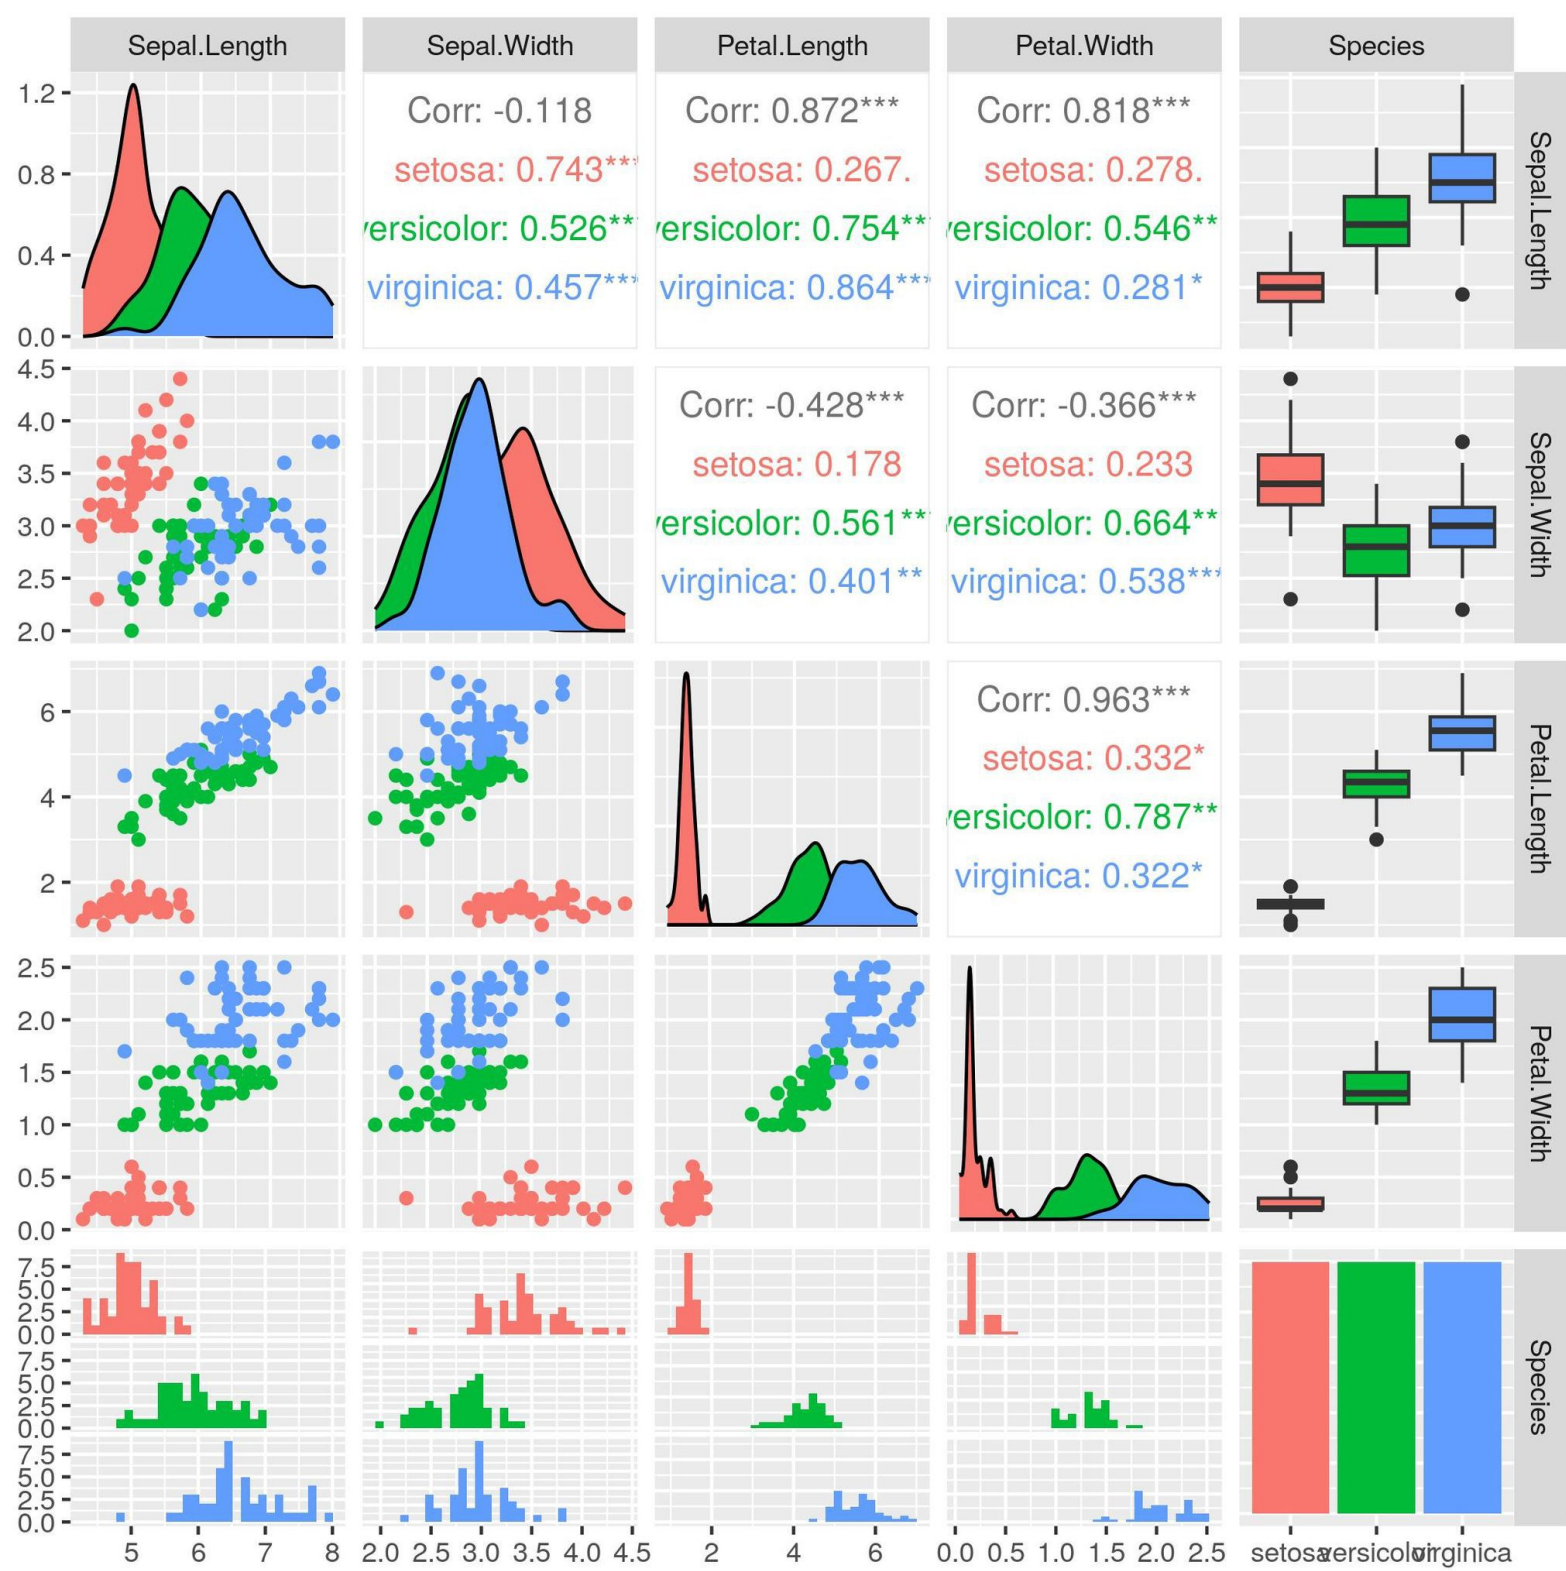 Sepal.Length Sepal.Width Petal.Length Petal.Width Species
1.2
0.8
0.4
0.0
Corr: -0.118
setosa: 0.743***
versicolor: 0.526***
virginica: 0.457***
Corr: 0.872***
setosa: 0.267.
versicolor: 0.754***
virginica: 0.864***
Corr: 0.818***
setosa: 0.278.
versicolor: 0.546**
virginica: 0.281*
Sepal.Length
4.5
4.0
3.5
3.0
2.5
2.0
Corr: -0.428***
setosa: 0.178
versicolor: 0.561***
virginica: 0.401**
Corr: -0.366***
setosa: 0.233
versicolor: 0.664**
virginica: 0.538***
Sepal.Width
6
4
2
Corr: 0.963***
setosa: 0.332*
versicolor: 0.787**
virginica: 0.322*
Petal.Length
2.5
2.0
1.5
1.0
0.5
0.0
Petal.Width
7.5
5.0
2.5
0.0
7.5
5.0
2.5
0.0
7.5
5.0
2.5
0.0
Species
5 6 7 8
2.0 2.5 3.0 3.5 4.0 4.5
2 4 6
0.0 0.5 1.0 1.5 2.0 2.5
setosa versicolor virginica